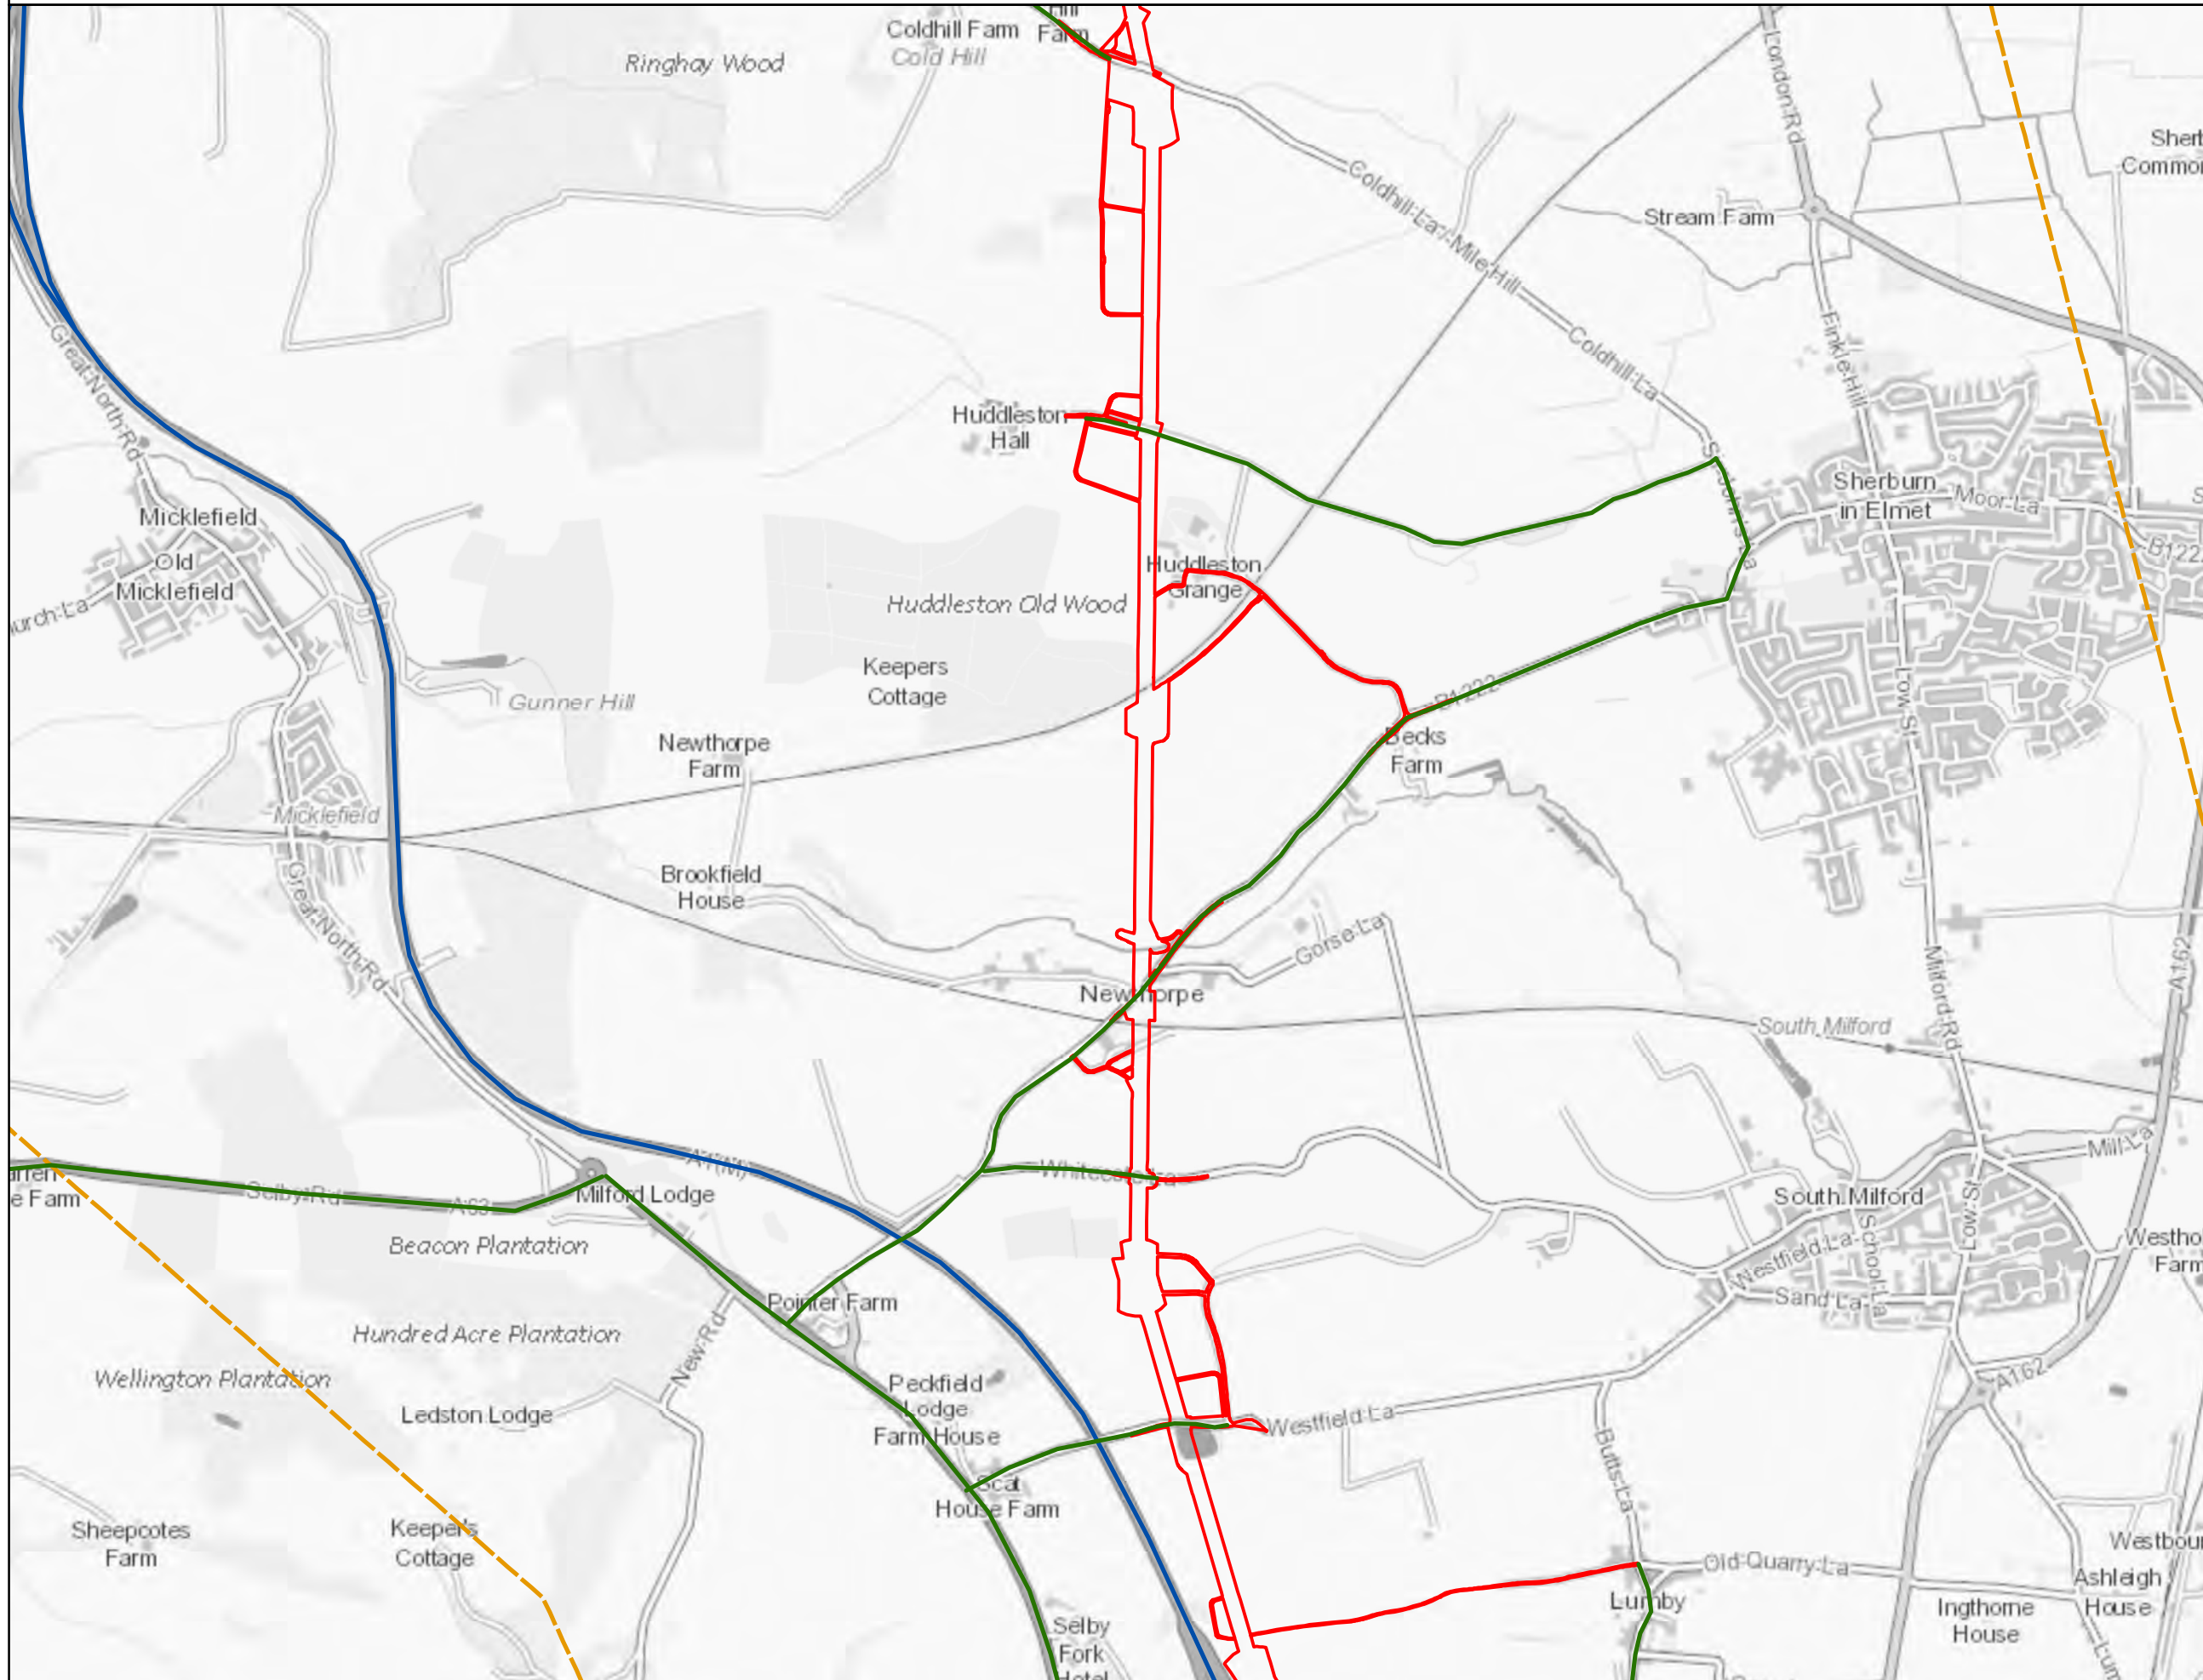 Hill
Coldhill Farm
Farm
Cold Hill
Ringhay Wood
London Rd
Coldhill La / Mile Hill
Stream Farm
Great North Rd
Coldhill La
Finkle Hill
Huddleston
Hall
Micklefield
Old
Micklefield
Sherburn
in Elmet
Moor La
Huddleston
Grange
Huddleston Old Wood
Keepers
Cottage
Gunner Hill
B1222
Low St
Becks
Farm
Newthorpe
Farm
Micklefield
Brookfield
House
Great North Rd
Gorse La
Newthorpe
Milford Rd
A162
South Milford
Mill La
Whitecote La
A1(M)
Selby Rd
A63
Milford Lodge
Beacon Plantation
South Milford
Low St
School La
Westfield La
Sand La
Pointer Farm
Hundred Acre Plantation
New Rd
Wellington Plantation
Peckfield
Lodge
Farm House
Ledston Lodge
A162
Westfield La
Butts La
Scat
House Farm
Sheepcotes
Farm
Keeper's
Cottage
Old Quarry La
Lumby
Ashleigh
House
Ingthorne
House
Selby
Fork
Hotel